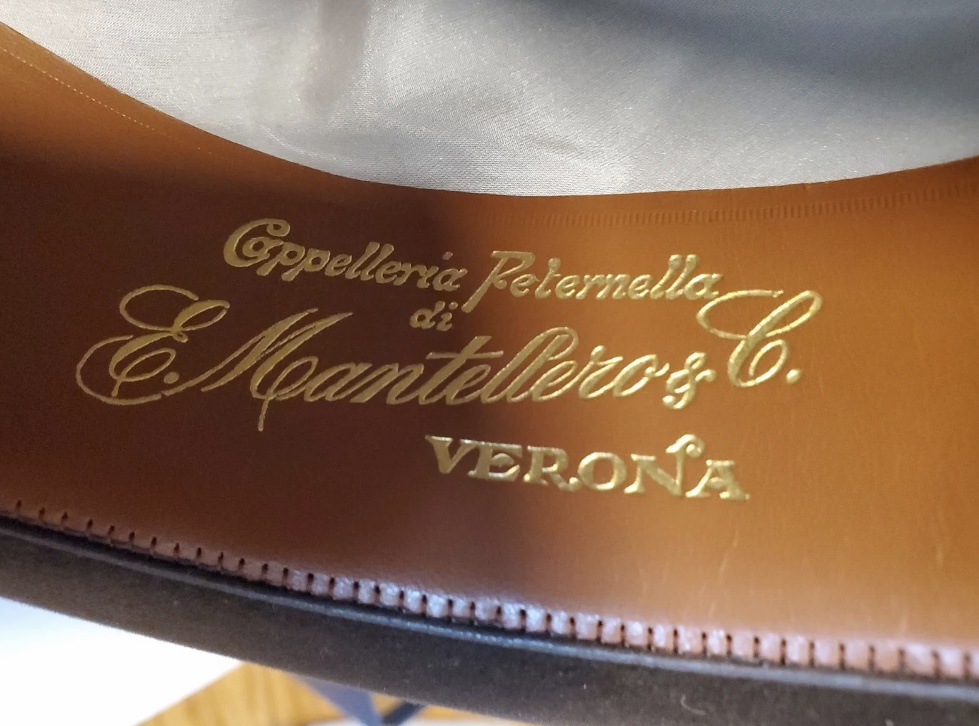 Cappelleria Peternella
di
E. Mantellero & C.
VERONA